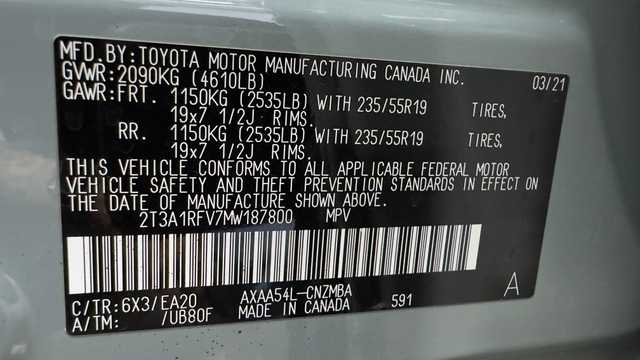 MFD.BY:TOYOTA MOTOR MANUFACTURING CANADA INC.
GVWR:2090KG (4610LB) 03/21
GAWR:FRT. 1150KG (2535LB) WITH 235/55R19 TIRES,
19x7 1/2J RIMS.
RR. 1150KG (2535LB) WITH 235/55R19 TIRES,
19x7 1/2J RIMS.
THIS VEHICLE CONFORMS TO ALL APPLICABLE FEDERAL MOTOR
VEHICLE SAFETY AND THEFT PREVENTION STANDARDS IN EFFECT ON
THE DATE OF MANUFACTURE SHOWN ABOVE.
2T3A1RFV7MW187800 MPV
C/TR:6X3/EA20 AXAA54L-CNZMBA A
A/TM: /UB80F MADE IN CANADA 591